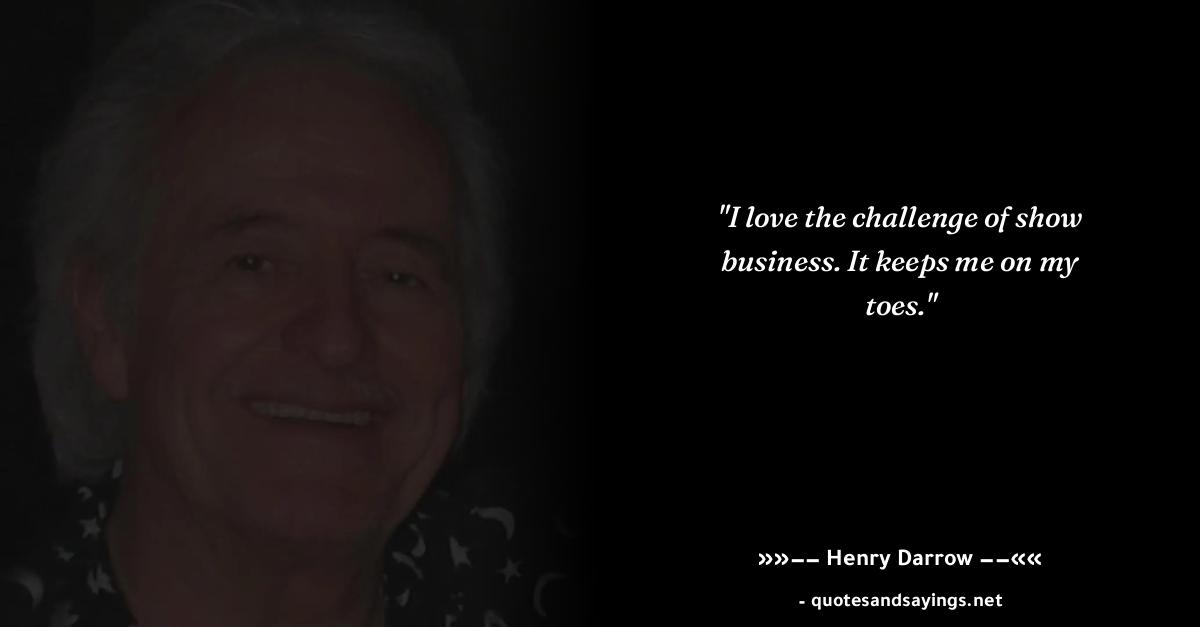 "I love the challenge of show
business. It keeps me on my
toes."
»»–– Henry Darrow ––««
- quotesandsayings.net